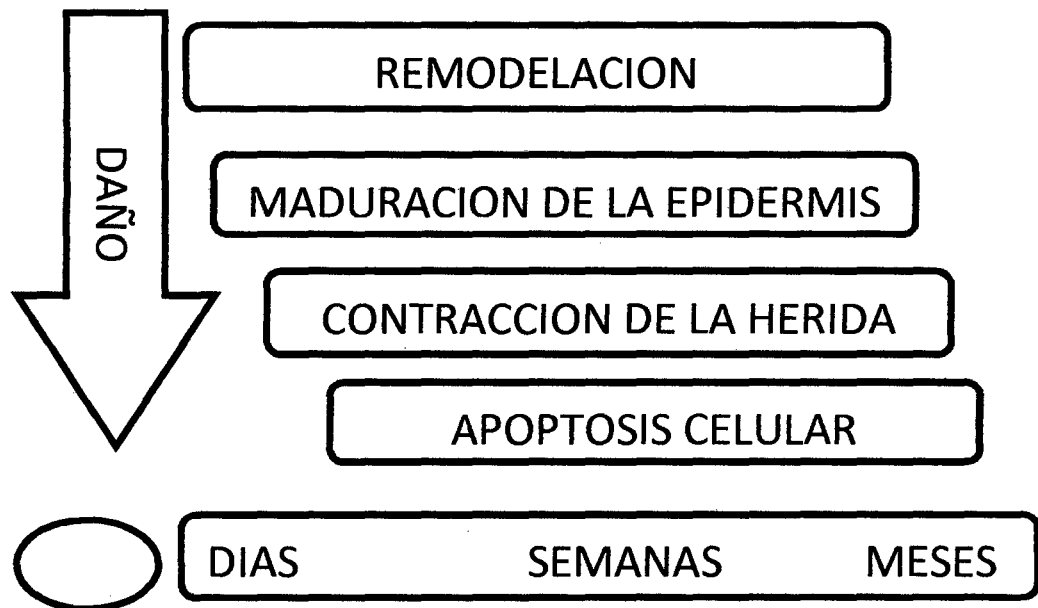 REMODELACION
DAÑO
MADURACION DE LA EPIDERMIS
CONTRACCION DE LA HERIDA
APOPTOSIS CELULAR
DIAS SEMANAS MESES